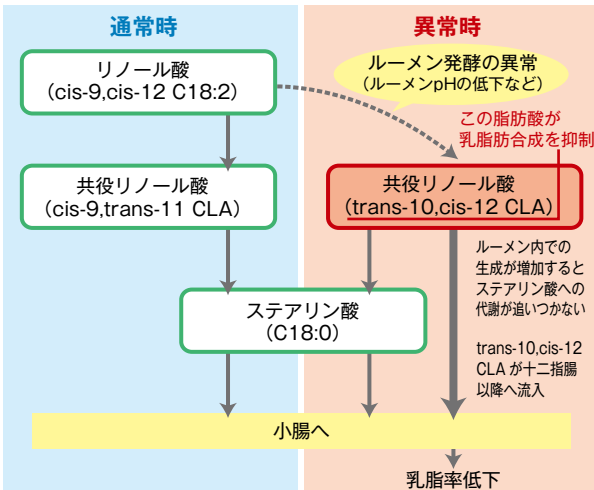 通常時
異常時
リノール酸
(cis-9,cis-12 C18:2)
ルーメン発酵の異常
(ルーメンpHの低下など)
この脂肪酸が
乳脂肪合成を抑制
共役リノール酸
(cis-9,trans-11 CLA)
共役リノール酸
(trans-10,cis-12 CLA)
ルーメン内での
生成が増加すると
ステアリン酸への
代謝が追いつかない
trans-10,cis-12
CLA が十二指腸
以降へ流入
ステアリン酸
(C18:0)
小腸へ
乳脂率低下